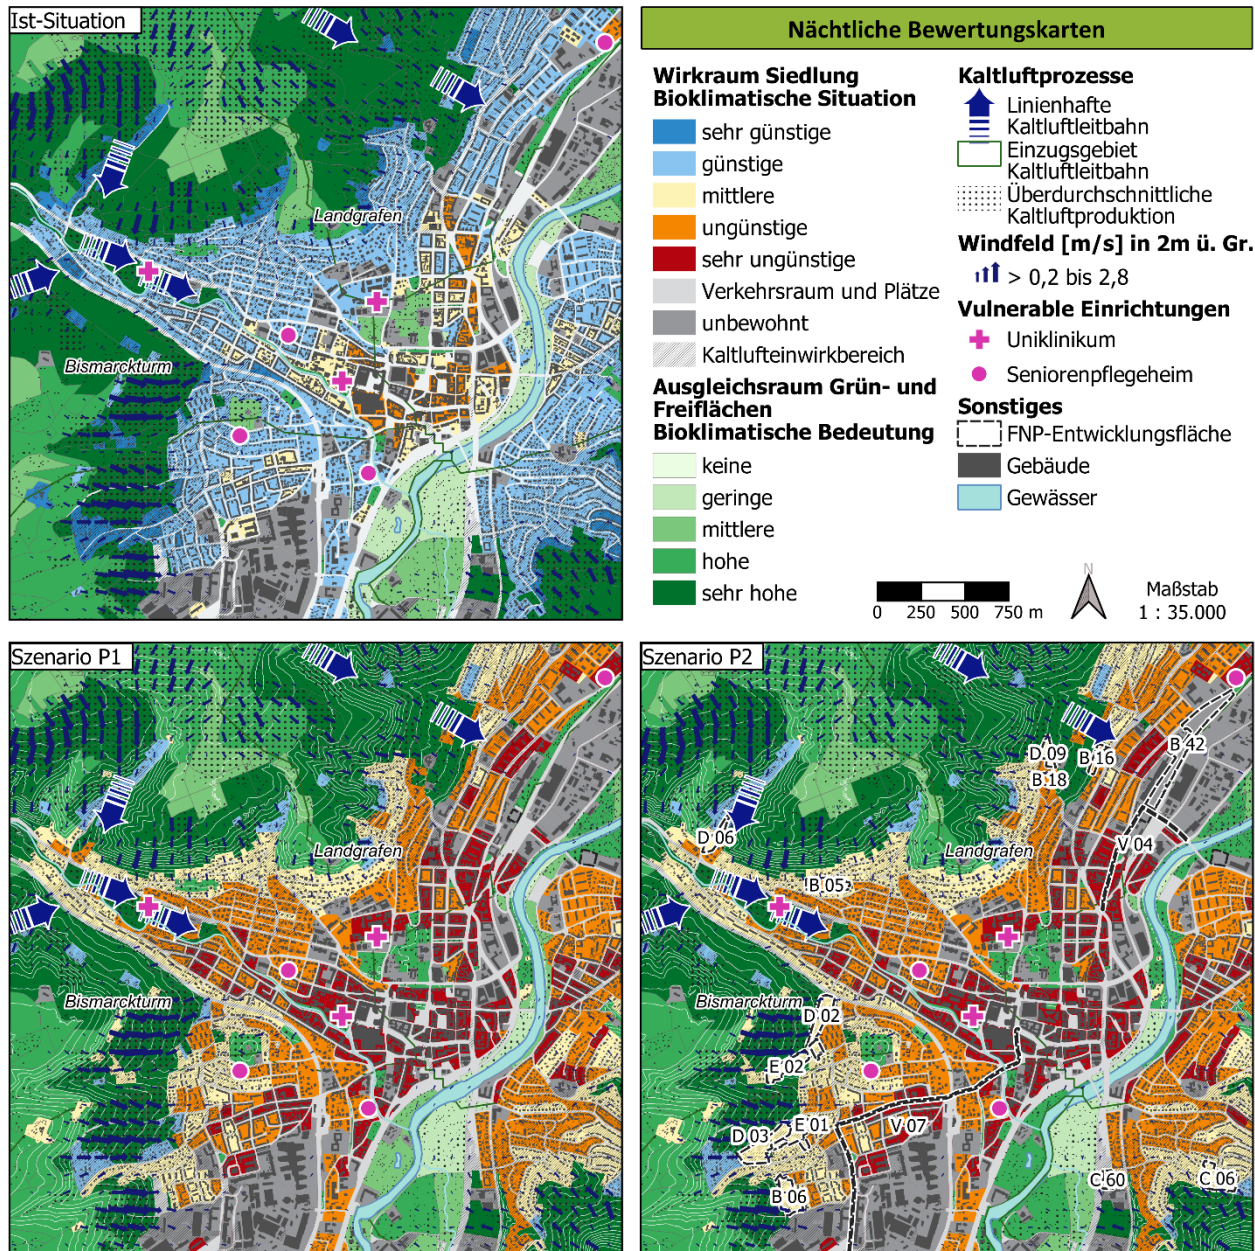 Ist-Situation
Landgrafen
Bismarckturm
Nächtliche Bewertungskarten
Wirkraum Siedlung
Bioklimatische Situation
sehr günstige
günstige
mittlere
ungünstige
sehr ungünstige
Verkehrsraum und Plätze
unbewohnt
Kaltlufteinwirkbereich
Ausgleichsraum Grün- und
Freiflächen
Bioklimatische Bedeutung
keine
geringe
mittlere
hohe
sehr hohe
Kaltluftprozesse
Linienhafte
Kaltluftleitbahn
Einzugsgebiet
Kaltluftleitbahn
Überdurchschnittliche
Kaltluftproduktion
Windfeld [m/s] in 2m ü. Gr.
> 0,2 bis 2,8
Vulnerable Einrichtungen
Uniklinikum
Seniorenpflegeheim
Sonstiges
FNP-Entwicklungsfläche
Gebäude
Gewässer
0 250 500 750 m
N
Maßstab
1 : 35.000
Szenario P1
Landgrafen
Bismarckturm
Szenario P2
D 09
B 16
B 42
B 18
D 06
V 04
Landgrafen
B 05
Bismarckturm
D 02
E 02
E 01
V 07
D 03
B 06
C 60
C 06